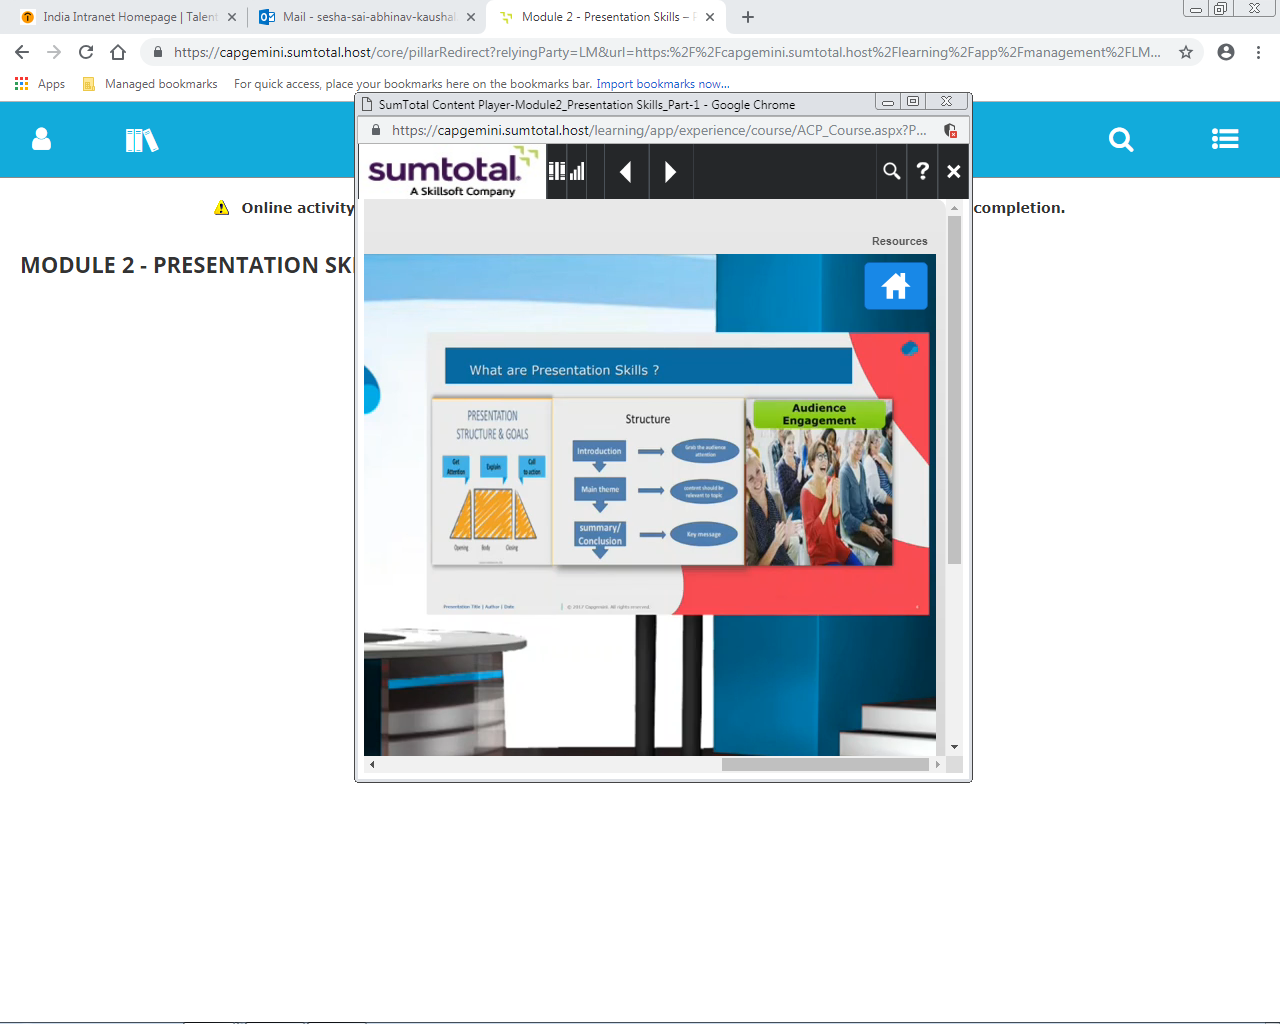 India Intranet Homepage | Talent
Mail - sesha-sai-abhinav-kaushal
Module 2 - Presentation Skills – P
https://capgemini.sumtotal.host/core/pillarRedirect?relyingParty=LM&url=https:%2F%2Fcapgemini.sumtotal.host%2Flearning%2Fapp%2Fmanagement%2FLM...
Apps
Managed bookmarks
For quick access, place your bookmarks here on the bookmarks bar. Import bookmarks now...
SumTotal Content Player-Module2_Presentation Skills_Part-1 - Google Chrome
https://capgemini.sumtotal.host/learning/app/experience/course/ACP_Course.aspx?P...
sumtotal
A Skillsoft Company
Online activity
completion.
Resources
MODULE 2 - PRESENTATION SK
What are Presentation Skills ?
PRESENTATION
STRUCTURE & GOALS
Get
Attention
Explain
Call
to action
Opening
Body
Closing
Structure
Introduction
Grab the audience
attention
Main theme
content should be
relevant to topic
summary/
Conclusion
Key message
Audience
Engagement
Presentation Title | Author | Date
© 2017 Capgemini. All rights reserved.